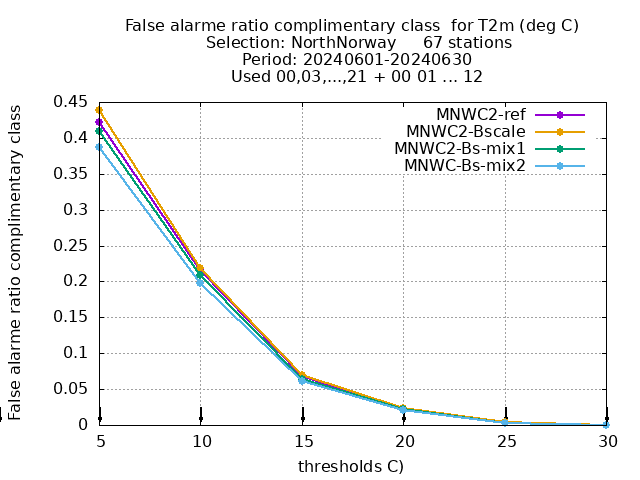 False alarme ratio complimentary class  for T2m (deg C)
Selection: NorthNorway     67 stations
Period: 20240601-20240630
Used 00,03,...,21 + 00 01 ... 12
False alarme ratio complimentary class
0.45
0.4
0.35
0.3
0.25
0.2
0.15
0.1
0.05
0
MNWC2-ref
MNWC2-Bscale
MNWC2-Bs-mix1
MNWC-Bs-mix2
5 10 15 20 25 30
thresholds C)